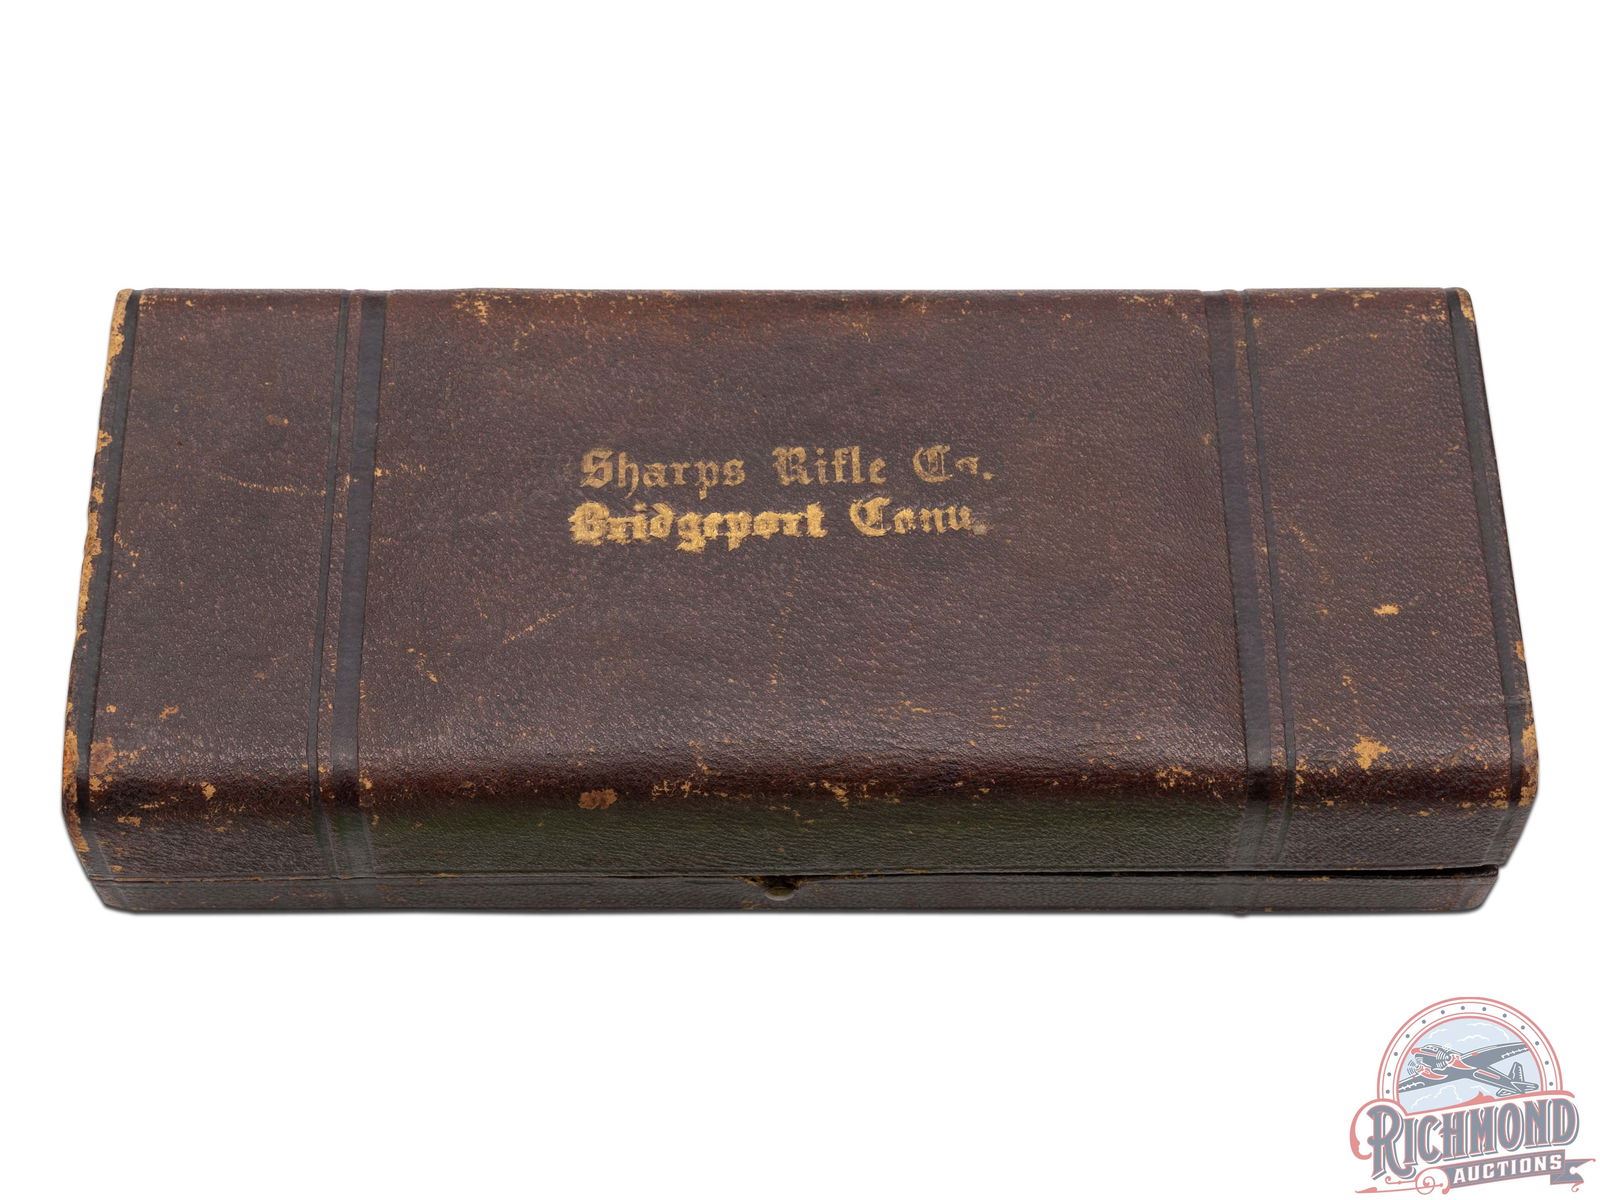 Sharps Rifle Co.
Bridgeport Conn.
RICHMOND
AUCTIONS